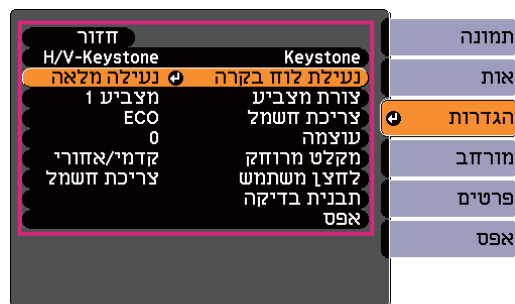 חזור
Keystone H/V-Keystone
נעילת לוח בקרה נעילה מלאה
צורת מצביע מצביע 1
צריכת חשמל ECO
עוצמה 0
מקלט מרוחק קדמי/אחורי
לחצן משתמש צריכת חשמל
תבנית בדיקה
אפס
תמונה
אות
הגדרות
מורחב
פרטים
אפס